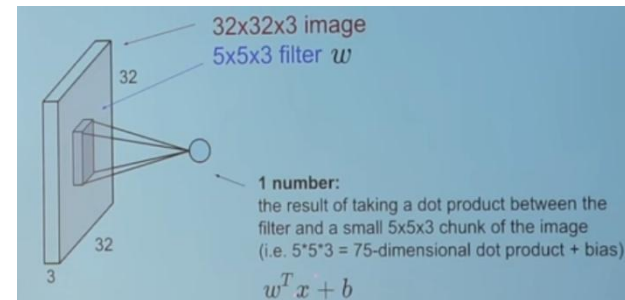 32x32x3 image
5x5x3 filter w
32
1 number:
the result of taking a dot product between the
filter and a small 5x5x3 chunk of the image
(i.e. 5*5*3 = 75-dimensional dot product + bias)
32
3
wᵀx + b